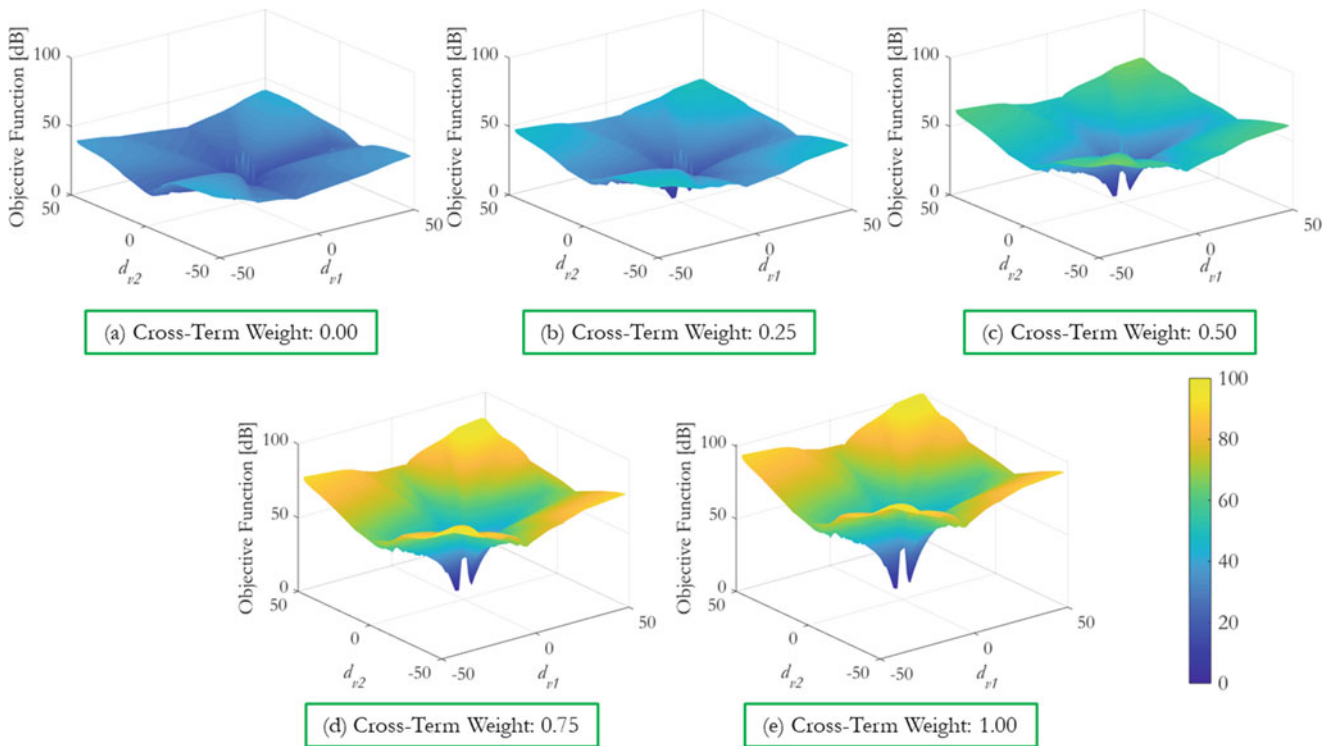 Objective Function [dB]
100
50
0
50
0
-50
-50
0
50
d_v2
d_v1
(a) Cross-Term Weight: 0.00
Objective Function [dB]
100
50
0
50
0
-50
-50
0
50
d_v2
d_v1
(b) Cross-Term Weight: 0.25
Objective Function [dB]
100
50
0
50
0
-50
-50
0
50
d_v2
d_v1
(c) Cross-Term Weight: 0.50
Objective Function [dB]
100
50
0
50
0
-50
-50
0
50
d_v2
d_v1
(d) Cross-Term Weight: 0.75
Objective Function [dB]
100
50
0
50
0
-50
-50
0
50
d_v2
d_v1
(e) Cross-Term Weight: 1.00
100
80
60
40
20
0